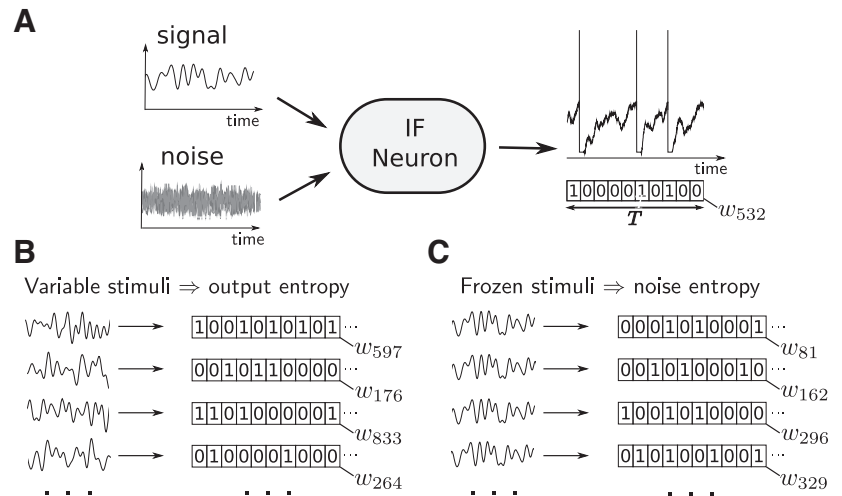 A
signal
time
noise
time
IF
Neuron
time
1000010100
T
w532
B
Variable stimuli ⇒ output entropy
1001010101 ...
w597
0010110000 ...
w176
1101000001 ...
w833
0100001000 ...
w264
C
Frozen stimuli ⇒ noise entropy
0001010001 ...
w81
0010100010 ...
w162
1001010000 ...
w296
0101001001 ...
w329